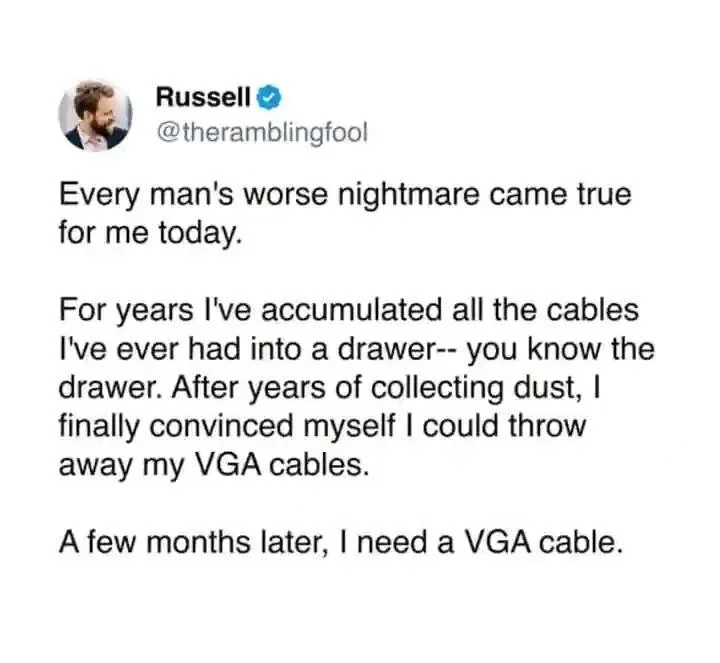 Russell
@theramblingfool
Every man's worse nightmare came true
for me today.
For years I've accumulated all the cables
I've ever had into a drawer-- you know the
drawer. After years of collecting dust, I
finally convinced myself I could throw
away my VGA cables.
A few months later, I need a VGA cable.